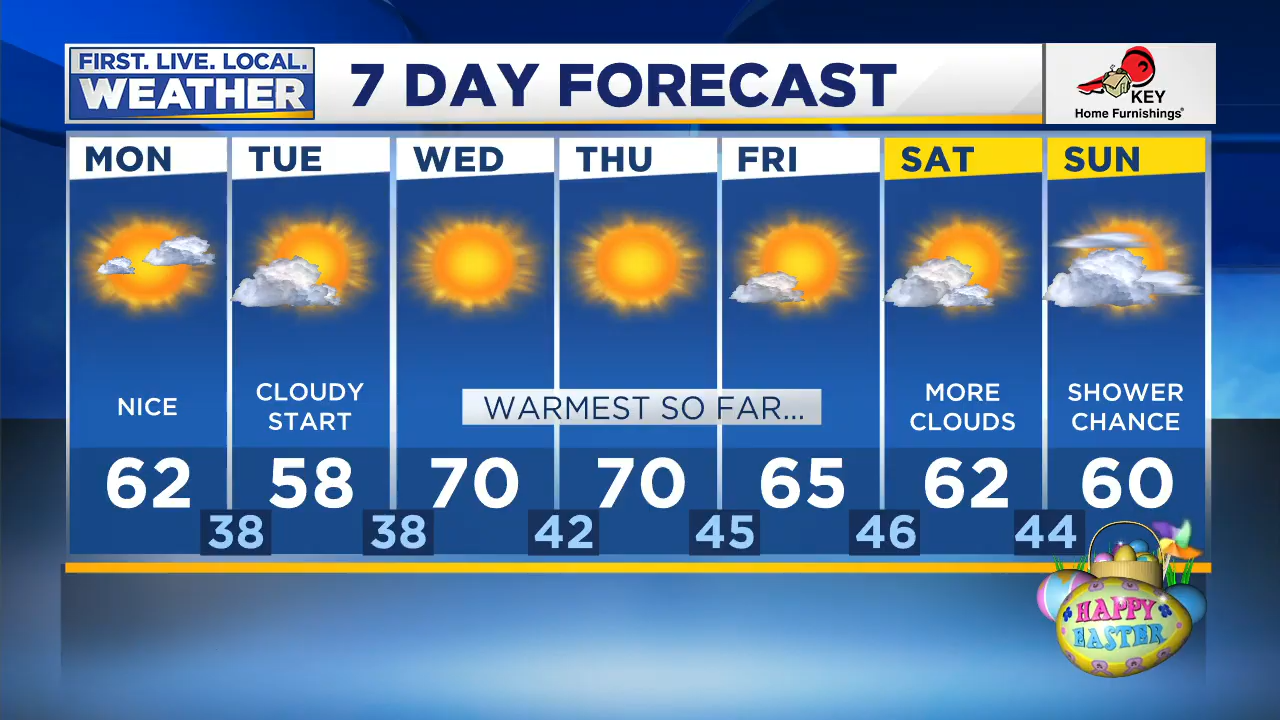 FIRST. LIVE. LOCAL.
WEATHER
7 DAY FORECAST
KEY
Home Furnishings®
MON TUE WED THU FRI SAT SUN
NICE
CLOUDY
START
WARMEST SO FAR...
MORE
CLOUDS
SHOWER
CHANCE
62 58 70 70 65 62 60
38 38 42 45 46 44
HAPPY
EASTER